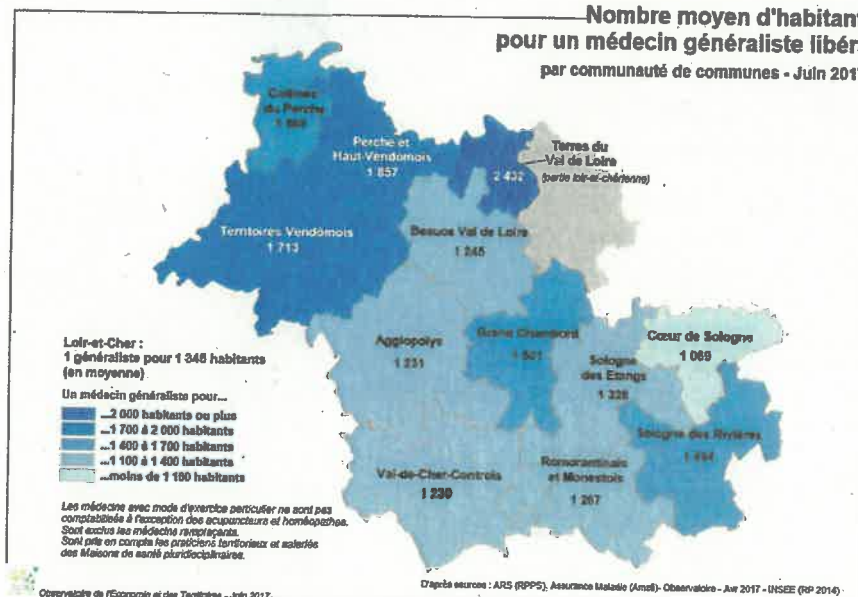 Nombre moyen d'habitan
pour un médecin généraliste libér
par communauté de communes - Juin 2017
Collines
du Perche
Perche et
Haut-Vendômois
1 857
2 432
Terres du
Val de Loire
(partie loir-et-chérienne)
Territoires Vendômois
1 713
Beauce Val de Loire
1 245
Agglopolys
1 231
Grand Chambord
Sologne
des Etangs
1 328
Cœur de Sologne
1 089
Sologne des Rivières
Val-de-Cher-Controis
1 230
Romorantinais
et Monestois
1 267
Loir-et-Cher :
1 généraliste pour 1 345 habitants
(en moyenne)
Un médecin généraliste pour...
...2 000 habitants ou plus
...1 700 à 2 000 habitants
...1 400 à 1 700 habitants
...1 100 à 1 400 habitants
...moins de 1 100 habitants
Les médecins avec mode d'exercice particulier ne sont pas
comptabilisés à l'exception des acupuncteurs et homéopathes.
Sont exclus les médecins remplaçants.
Sont pris en compte les praticiens territoriaux et salariés
des Maisons de santé pluridisciplinaires.
Observatoire de l'Economie et des Territoires - Juin 2017
D'après sources : ARS (RPPS), Assurance Maladie (Ameli)- Observatoire - Avr 2017 - INSEE (RP 2014)